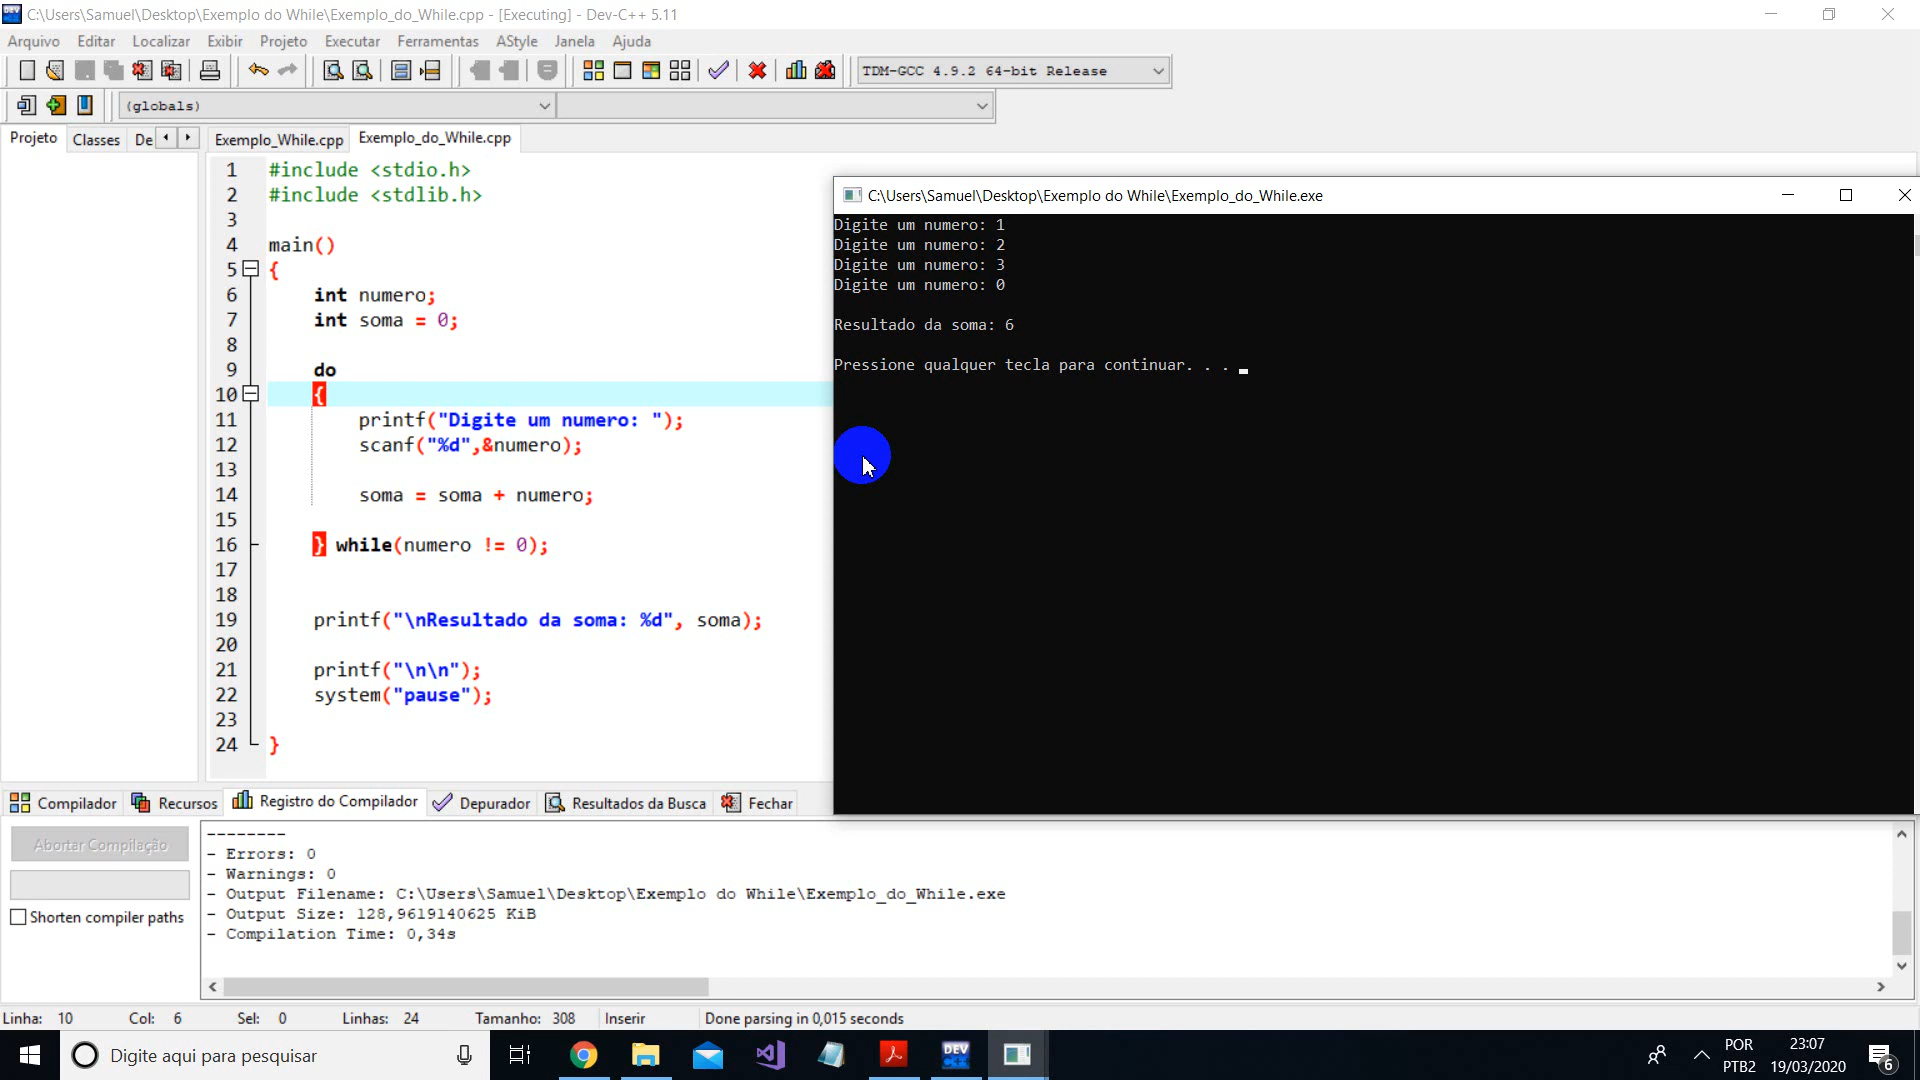 C:\Users\Samuel\Desktop\Exemplo do While\Exemplo_do_While.cpp - [Executing] - Dev-C++ 5.11
Arquivo Editar Localizar Exibir Projeto Executar Ferramentas AStyle Janela Ajuda
TDM-GCC 4.9.2 64-bit Release
(globals)
Projeto Classes De Exemplo_While.cpp Exemplo_do_While.cpp
1 #include <stdio.h>
2 #include <stdlib.h>
3
4 main()
5 {
6 int numero;
7 int soma = 0;
8
9 do
10 {
11 printf("Digite um numero: ");
12 scanf("%d",&numero);
13
14 soma = soma + numero;
15
16 } while(numero != 0);
17
18
19 printf("\nResultado da soma: %d", soma);
20
21 printf("\n\n");
22 system("pause");
23
24 }
C:\Users\Samuel\Desktop\Exemplo do While\Exemplo_do_While.exe
Digite um numero: 1
Digite um numero: 2
Digite um numero: 3
Digite um numero: 0
Resultado da soma: 6
Pressione qualquer tecla para continuar. . .
Compilador Recursos Registro do Compilador Depurador Resultados da Busca Fechar
Abortar Compilação
Shorten compiler paths
--------
- Errors: 0
- Warnings: 0
- Output Filename: C:\Users\Samuel\Desktop\Exemplo do While\Exemplo_do_While.exe
- Output Size: 128,9619140625 KiB
- Compilation Time: 0,34s
Linha: 10 Col: 6 Sel: 0 Linhas: 24 Tamanho: 308 Inserir Done parsing in 0,015 seconds
Digite aqui para pesquisar
DEV C++
POR
PTB2
23:07
19/03/2020
6